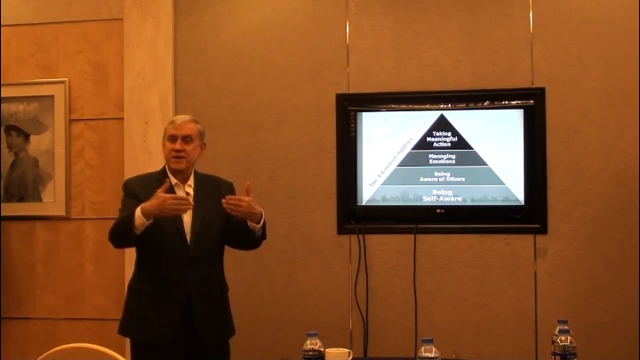 Taking
Meaningful
Action
Managing
Emotions
Being
Aware of Others
Being
Self-Aware
LG